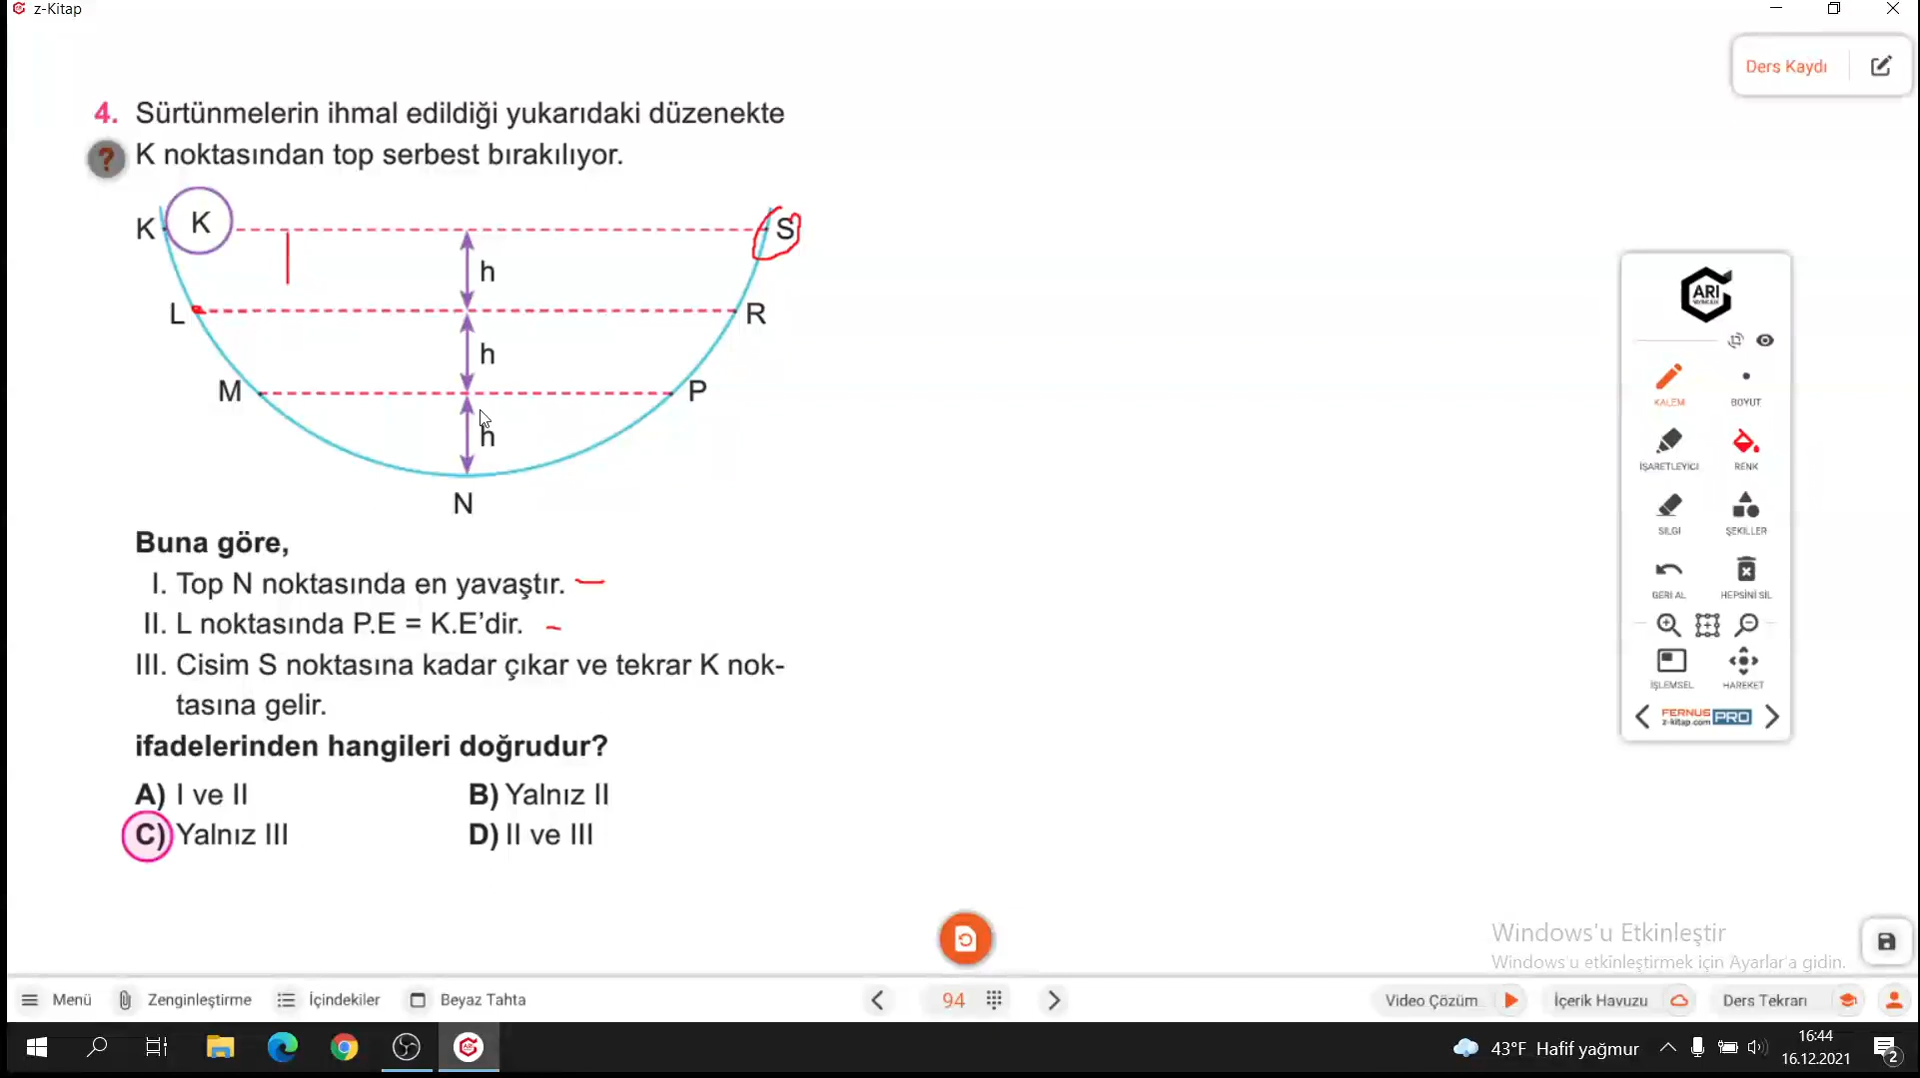 z-Kitap
Ders Kaydı
4. Sürtünmelerin ihmal edildiği yukarıdaki düzenekte
? K noktasından top serbest bırakılıyor.
K K S
h
L R
h
M P
h
N
Buna göre,
I. Top N noktasında en yavaştır.
II. L noktasında P.E = K.E'dir.
III. Cisim S noktasına kadar çıkar ve tekrar K nok-
tasına gelir.
ifadelerinden hangileri doğrudur?
A) I ve II B) Yalnız II
C) Yalnız III D) II ve III
ARI
KALEM BOYUT
İŞARETLEYİCİ RENK
SİLGİ ŞEKİLLER
GERİ AL HEPSİNİ SİL
İŞLEMSEL HAREKET
FERNUS
z-kitap.com PRO
Windows'u Etkinleştir
Windows'u etkinleştirmek için Ayarlar'a gidin.
Menü Zenginleştirme İçindekiler Beyaz Tahta 94 Video Çözüm İçerik Havuzu Ders Tekrarı
43°F Hafif yağmur 16:44
16.12.2021 2